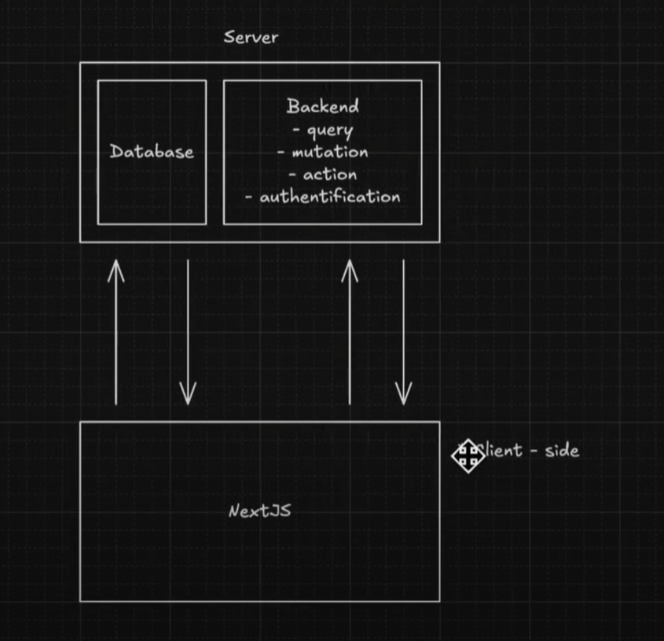 Server
Database
Backend
- query
- mutation
- action
- authentification
- side
NextJS